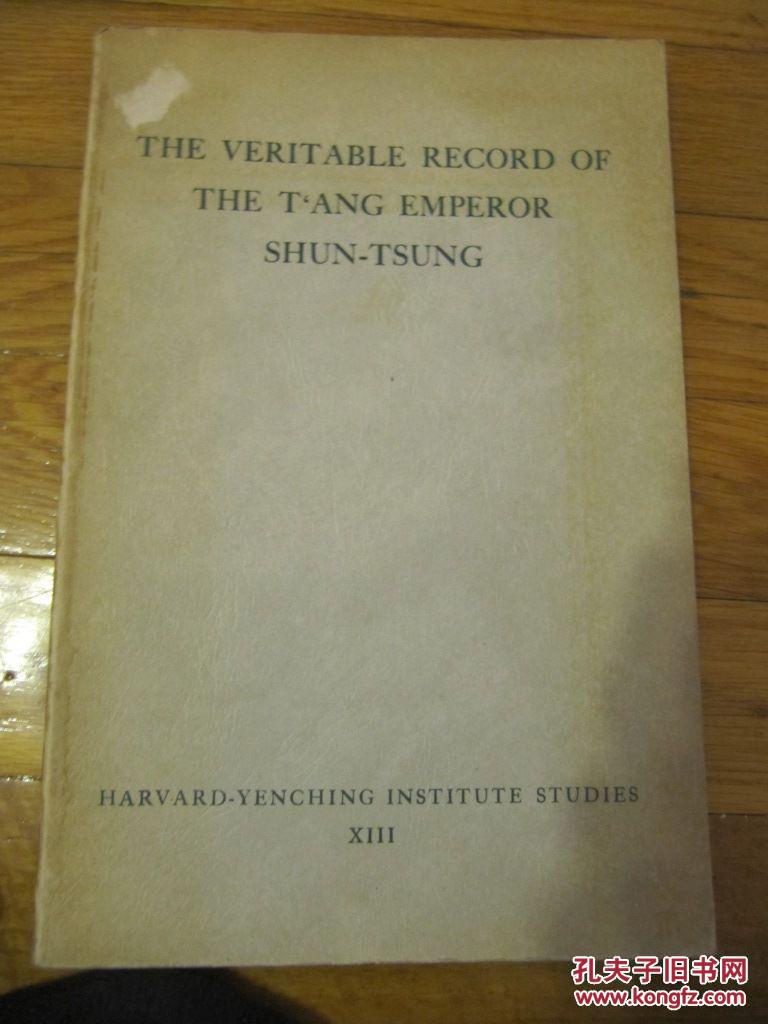 THE VERITABLE RECORD OF
THE T‘ANG EMPEROR
SHUN-TSUNG
HARVARD-YENCHING INSTITUTE STUDIES
XIII
孔夫子旧书网
www.kongfz.com